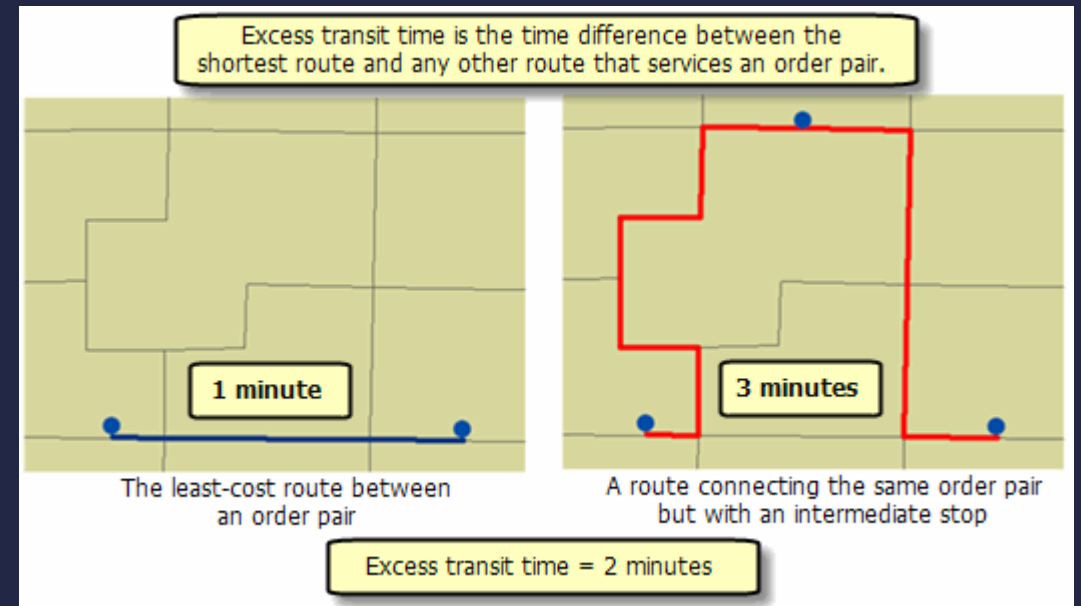 Excess transit time is the time difference between the
shortest route and any other route that services an order pair.
1 minute
3 minutes
The least-cost route between
an order pair
A route connecting the same order pair
but with an intermediate stop
Excess transit time = 2 minutes